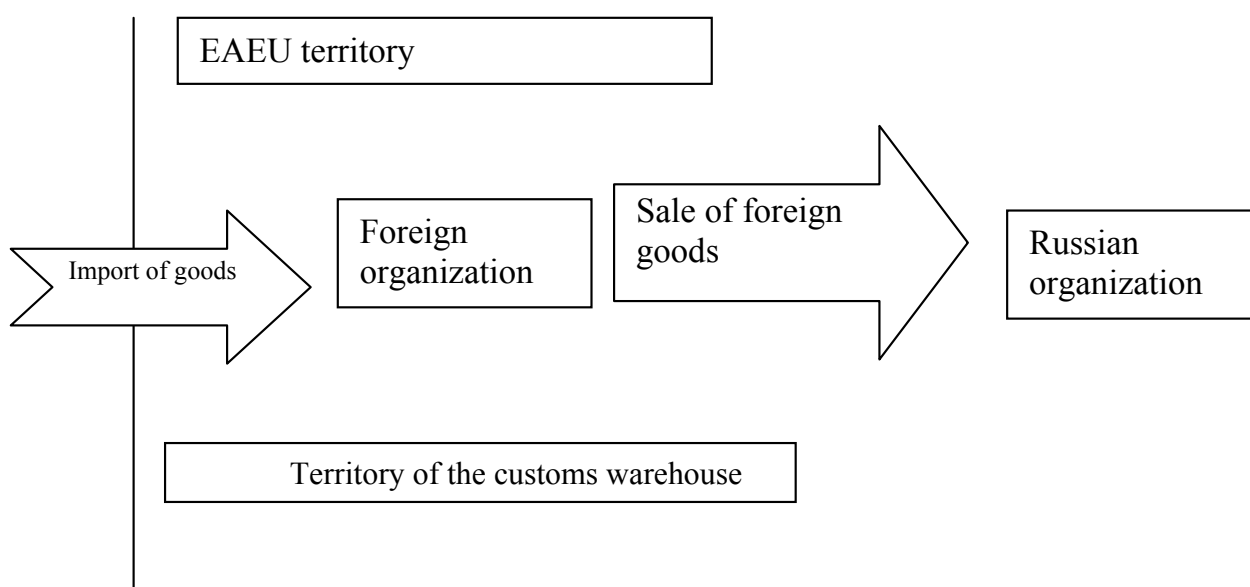 EAEU territory
Import of goods
Foreign
organization
Sale of foreign
goods
Russian
organization
Territory of the customs warehouse